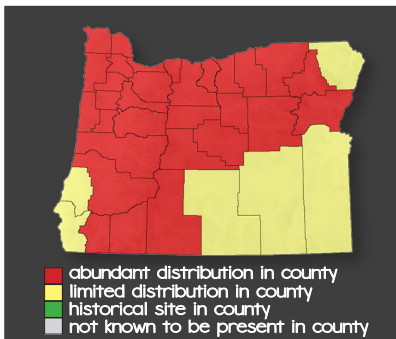 abundant distribution in county
limited distribution in county
historical site in county
not known to be present in county